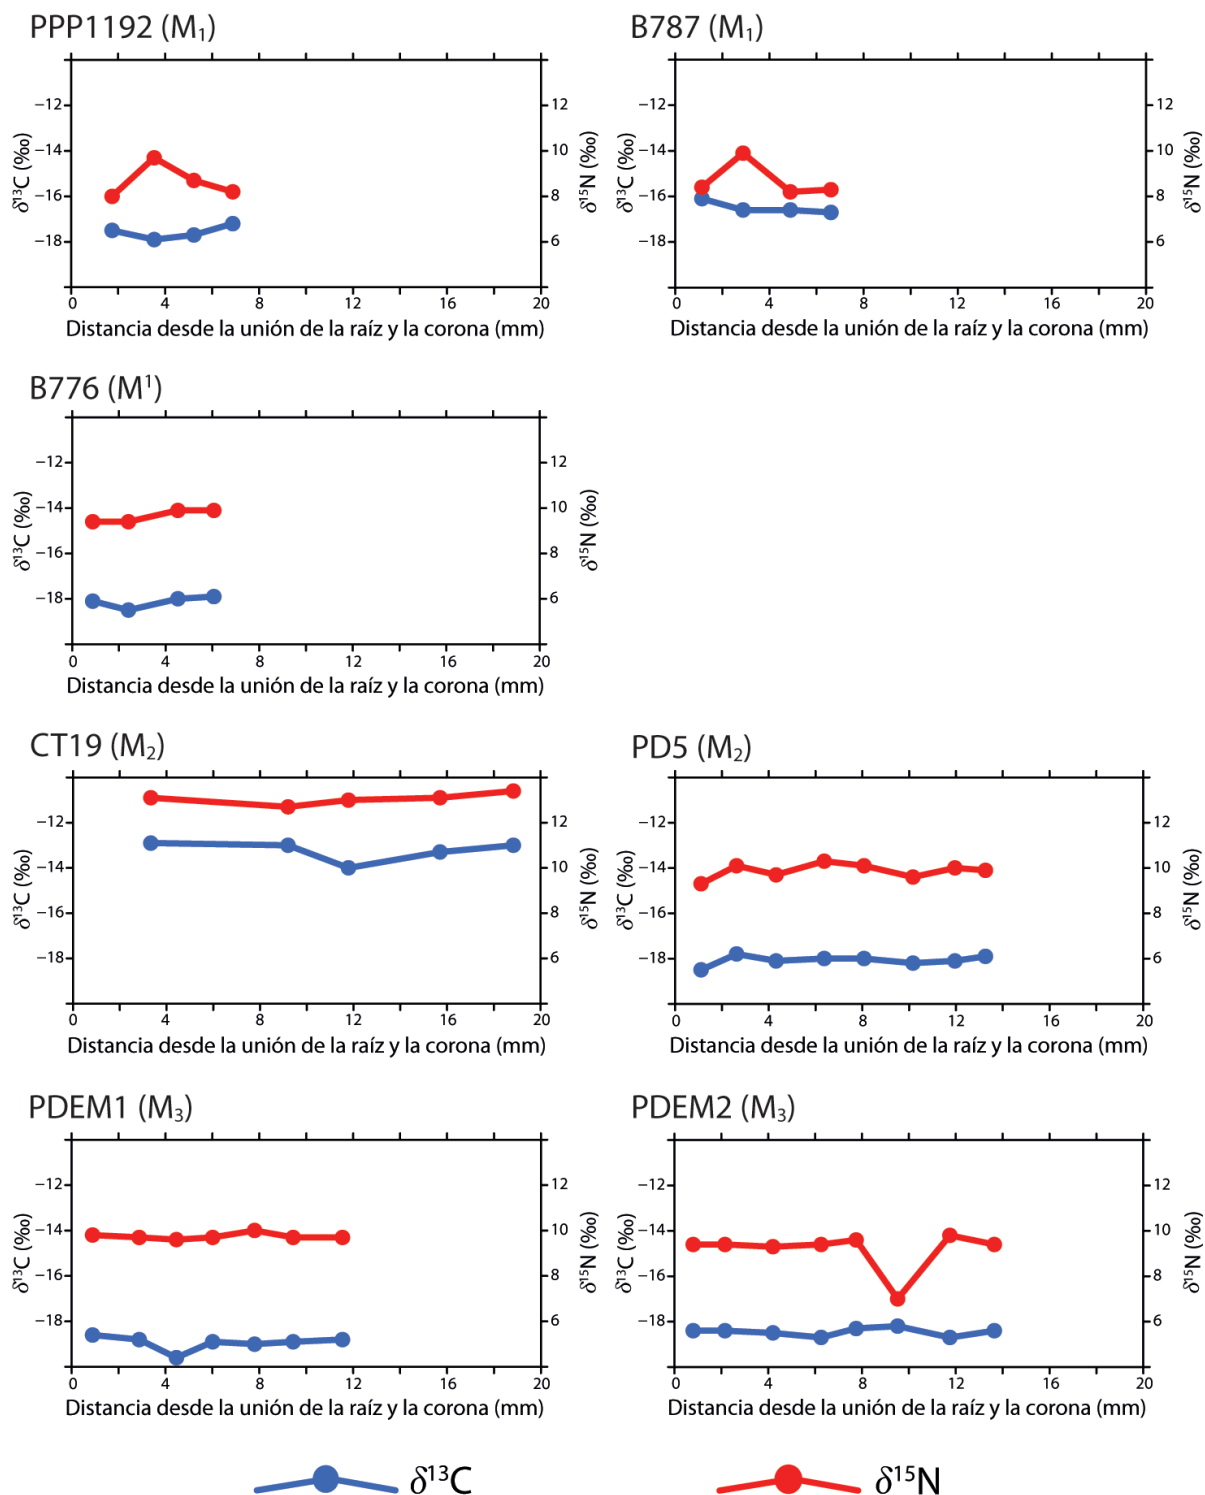 PPP1192 (M₁)
δ¹³C (‰)
−12
−14
−16
−18
12
10
8
6
δ¹⁵N (‰)
0 4 8 12 16 20
Distancia desde la unión de la raíz y la corona (mm)
B787 (M₁)
δ¹³C (‰)
−12
−14
−16
−18
12
10
8
6
δ¹⁵N (‰)
0 4 8 12 16 20
Distancia desde la unión de la raíz y la corona (mm)
B776 (M¹)
δ¹³C (‰)
−12
−14
−16
−18
12
10
8
6
δ¹⁵N (‰)
0 4 8 12 16 20
Distancia desde la unión de la raíz y la corona (mm)
CT19 (M₂)
δ¹³C (‰)
−12
−14
−16
−18
12
10
8
6
δ¹⁵N (‰)
0 4 8 12 16 20
Distancia desde la unión de la raíz y la corona (mm)
PD5 (M₂)
δ¹³C (‰)
−12
−14
−16
−18
12
10
8
6
δ¹⁵N (‰)
0 4 8 12 16 20
Distancia desde la unión de la raíz y la corona (mm)
PDEM1 (M₃)
δ¹³C (‰)
−12
−14
−16
−18
12
10
8
6
δ¹⁵N (‰)
0 4 8 12 16 20
Distancia desde la unión de la raíz y la corona (mm)
PDEM2 (M₃)
δ¹³C (‰)
−12
−14
−16
−18
12
10
8
6
δ¹⁵N (‰)
0 4 8 12 16 20
Distancia desde la unión de la raíz y la corona (mm)
δ¹³C
δ¹⁵N